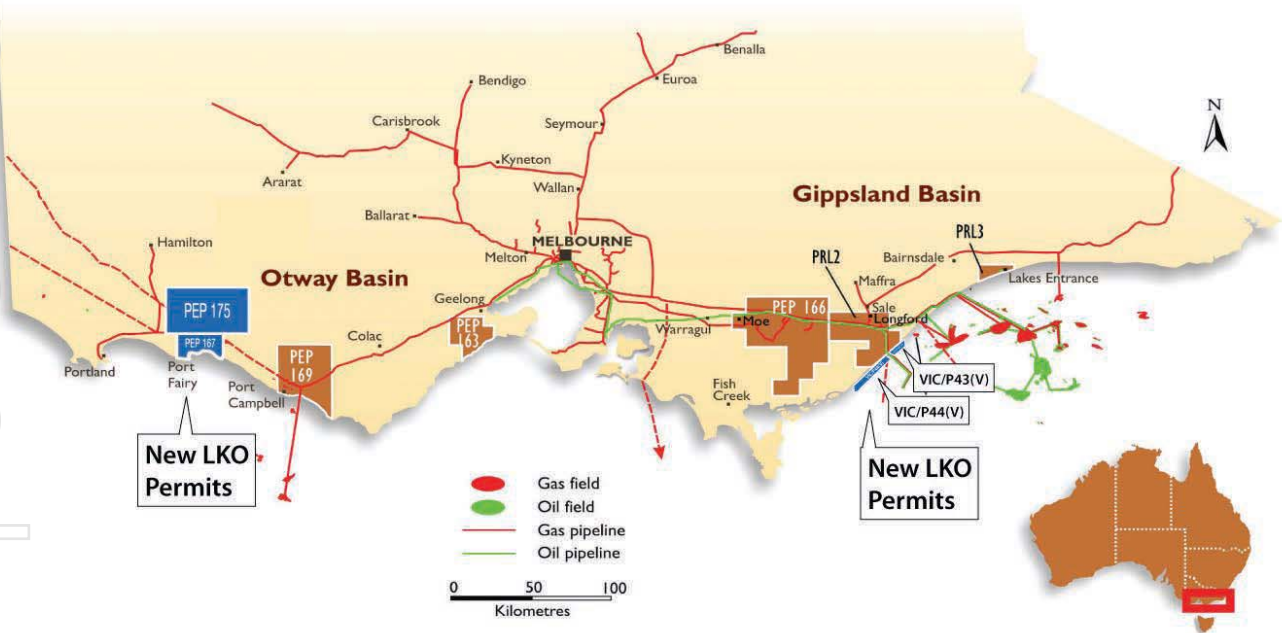 Benalla
Euroa
Bendigo
Carisbrook
Seymour
N
Kyneton
Ararat
Wallan
Gippsland Basin
Ballarat
PRL3
MELBOURNE
Hamilton
Melton
PRL2
Bairnsdale
Otway Basin
Maffra
Lakes Entrance
Geelong
PEP 175
PEP 166
Sale
Longford
Moe
Warragul
PEP
163
PEP 167
Colac
PEP
169
Portland
Port
Fairy
Port
Campbell
Fish
Creek
VIC/P43(V)
VIC/P44(V)
New LKO
Permits
New LKO
Permits
Gas field
Oil field
Gas pipeline
Oil pipeline
0 50 100
Kilometres